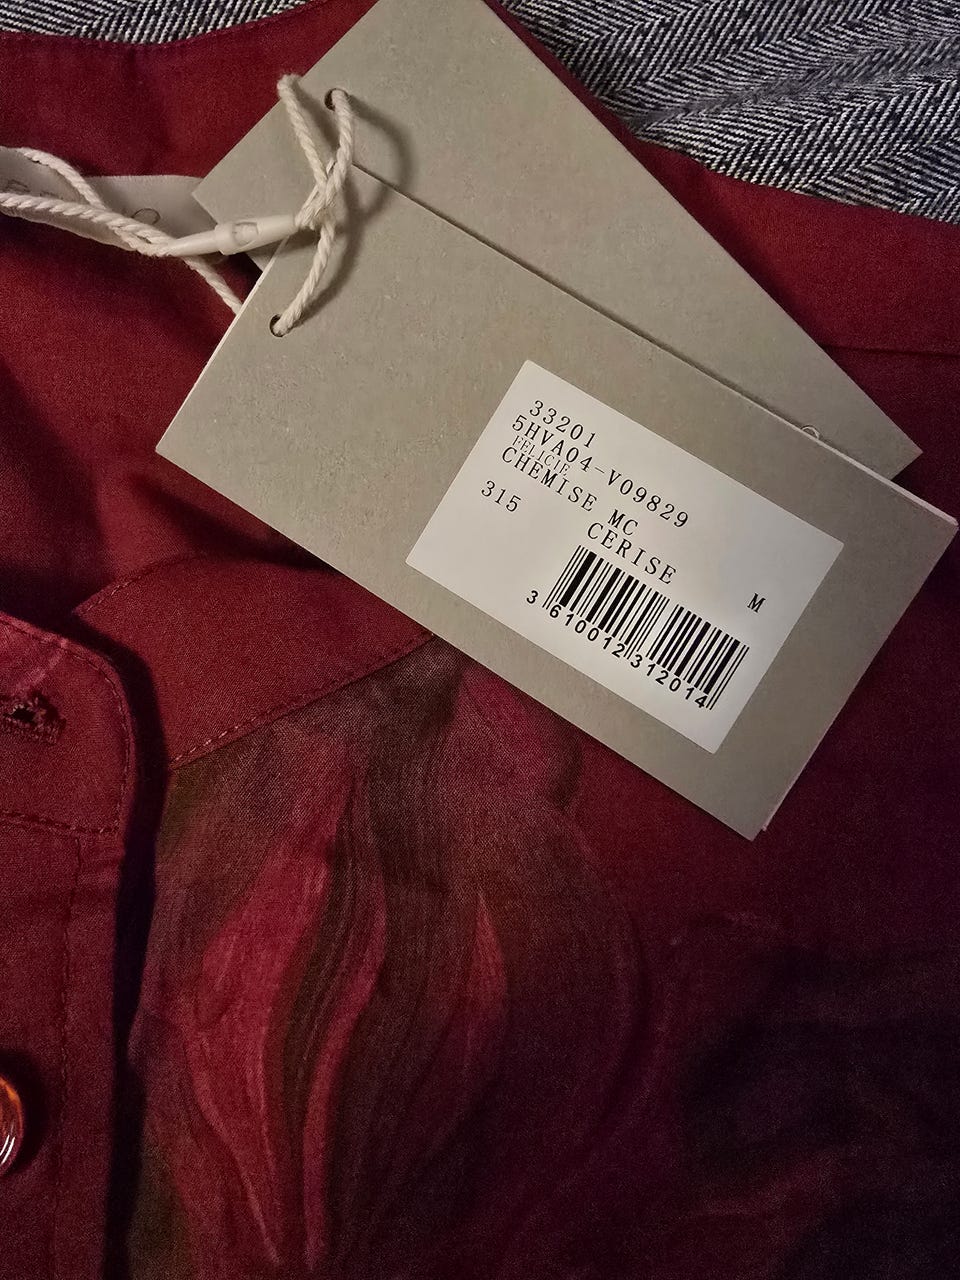 33201
5HVA04-V09829
FELICIE
CHEMISE MC
315 CERISE
M
3 610012 312014